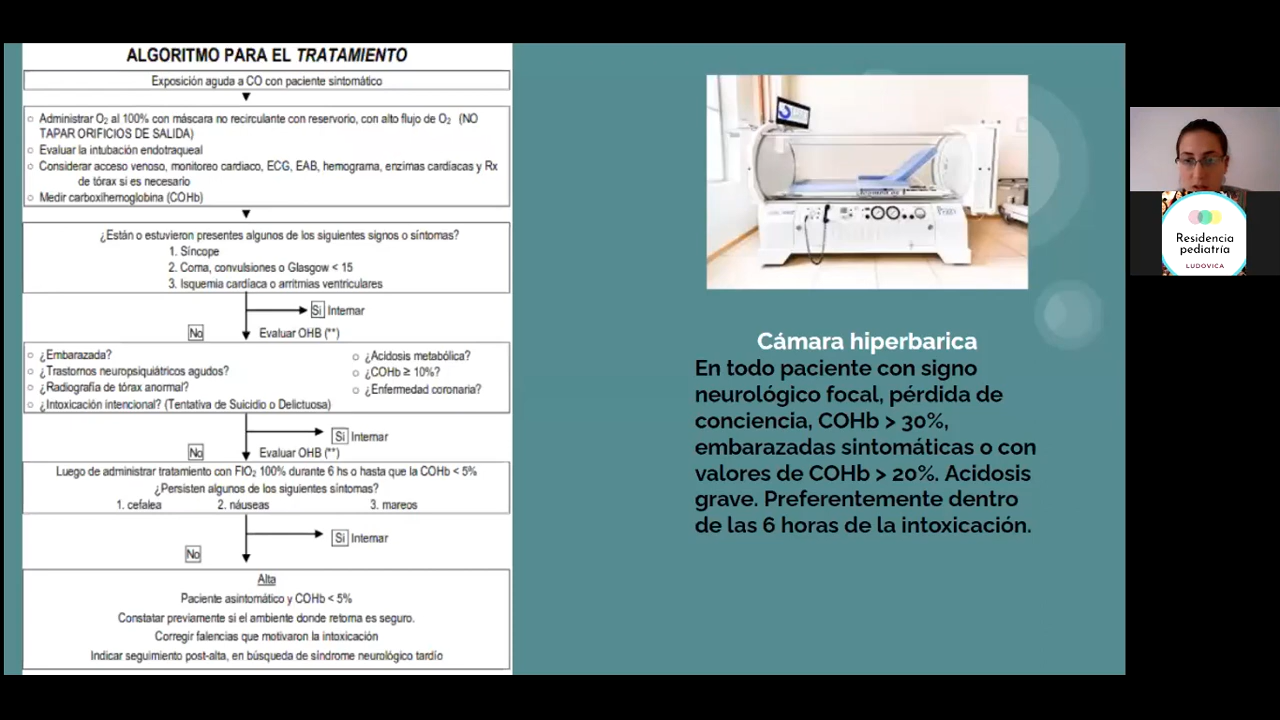 ALGORITMO PARA EL TRATAMIENTO
Exposición aguda a CO con paciente sintomático
○ Administrar O₂ al 100% con máscara no recirculante con reservorio, con alto flujo de O₂ (NO
TAPAR ORIFICIOS DE SALIDA)
○ Evaluar la intubación endotraqueal
○ Considerar acceso venoso, monitoreo cardiaco, ECG, EAB, hemograma, enzimas cardíacas y Rx
de tórax si es necesario
○ Medir carboxihemoglobina (COHb)
¿Están o estuvieron presentes algunos de los siguientes signos o síntomas?
1. Síncope
2. Coma, convulsiones o Glasgow < 15
3. Isquemia cardíaca o arritmias ventriculares
Si Internar
No Evaluar OHB (**)
○ ¿Embarazada? ○ ¿Acidosis metabólica?
○ ¿Trastornos neuropsiquiátricos agudos? ○ ¿COHb ≥ 10%?
○ ¿Radiografía de tórax anormal? ○ ¿Enfermedad coronaria?
○ ¿Intoxicación intencional? (Tentativa de Suicidio o Delictuosa)
Si Internar
No Evaluar OHB (**)
Luego de administrar tratamiento con FIO₂ 100% durante 6 hs o hasta que la COHb < 5%
¿Persisten algunos de los siguientes síntomas?
1. cefalea 2. náuseas 3. mareos
Si Internar
No
Alta
Paciente asintomático y COHb < 5%
Constatar previamente si el ambiente donde retorna es seguro.
Corregir falencias que motivaron la intoxicación
Indicar seguimiento post-alta, en búsqueda de síndrome neurológico tardío
Cámara hiperbarica
En todo paciente con signo
neurológico focal, pérdida de
conciencia, COHb > 30%,
embarazadas sintomáticas o con
valores de COHb > 20%. Acidosis
grave. Preferentemente dentro
de las 6 horas de la intoxicación.
Residencia
pediatría
LUDOVICA